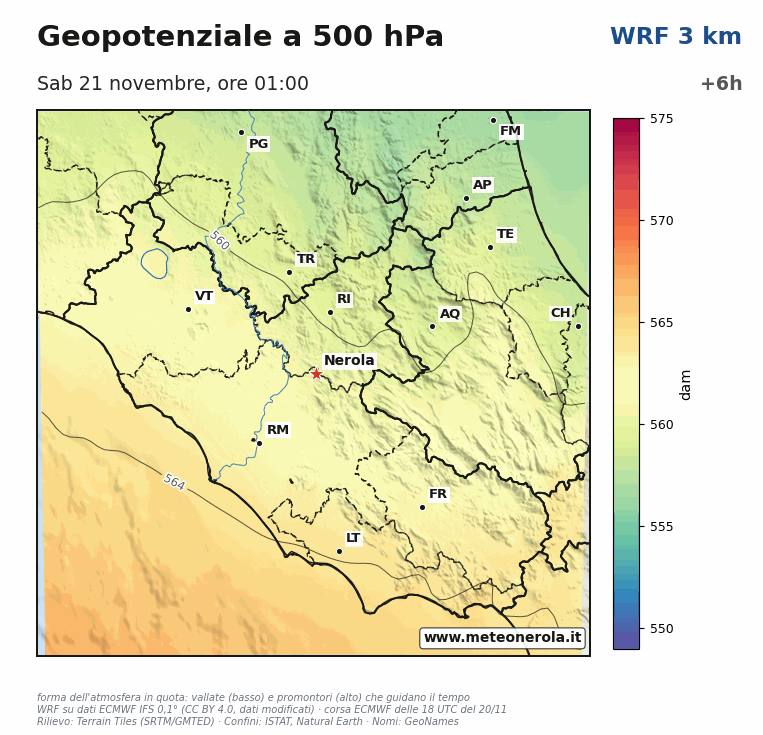 Geopotenziale a 500 hPa
WRF 3 km
Sab 21 novembre, ore 01:00
+6h
FM
PG
AP
TE
560
TR
VT
RI
AQ
CH
Nerola
RM
564
FR
LT
www.meteonerola.it
575
570
565
560
555
550
dam
forma dell'atmosfera in quota: vallate (basso) e promontori (alto) che guidano il tempo
WRF su dati ECMWF IFS 0,1° (CC BY 4.0, dati modificati) · corsa ECMWF delle 18 UTC del 20/11
Rilievo: Terrain Tiles (SRTM/GMTED) · Confini: ISTAT, Natural Earth · Nomi: GeoNames